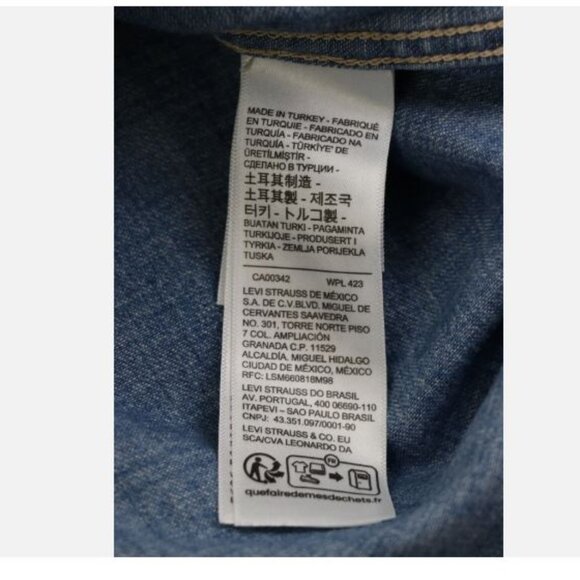 MADE IN TURKEY - FABRIQUÉ
EN TURQUIE - FABRICADO EN
TURQUÍA - FABRICADO NA
TURQUIA - TÜRKİYE' DE
ÜRETİLMİŞTİR -
СДЕЛАНО В ТУРЦИИ -
土耳其制造 -
土耳其製 - 제조국
터키 - トルコ製 -
BUATAN TURKI - PAGAMINTA
TURKIJOJE - PRODUSERT I
TYRKIA - ZEMLJA PORIJEKLA
TUSKA
CA00342 WPL 423
LEVI STRAUSS DE MÉXICO
S.A. DE C.V.BLVD. MIGUEL DE
CERVANTES SAAVEDRA
NO. 301, TORRE NORTE PISO
7 COL. AMPLIACIÓN
GRANADA C.P. 11529
ALCALDÍA. MIGUEL HIDALGO
CIUDAD DE MÉXICO, MÉXICO
RFC: LSM660818M98
LEVI STRAUSS DO BRASIL
AV. PORTUGAL, 400 06690-110
ITAPEVI – SAO PAULO BRASIL
CNPJ: 43.351.097/0001-90
LEVI STRAUSS & CO. EU
SCA/CVA LEONARDO DA
FR
quefairedemesdechets.fr